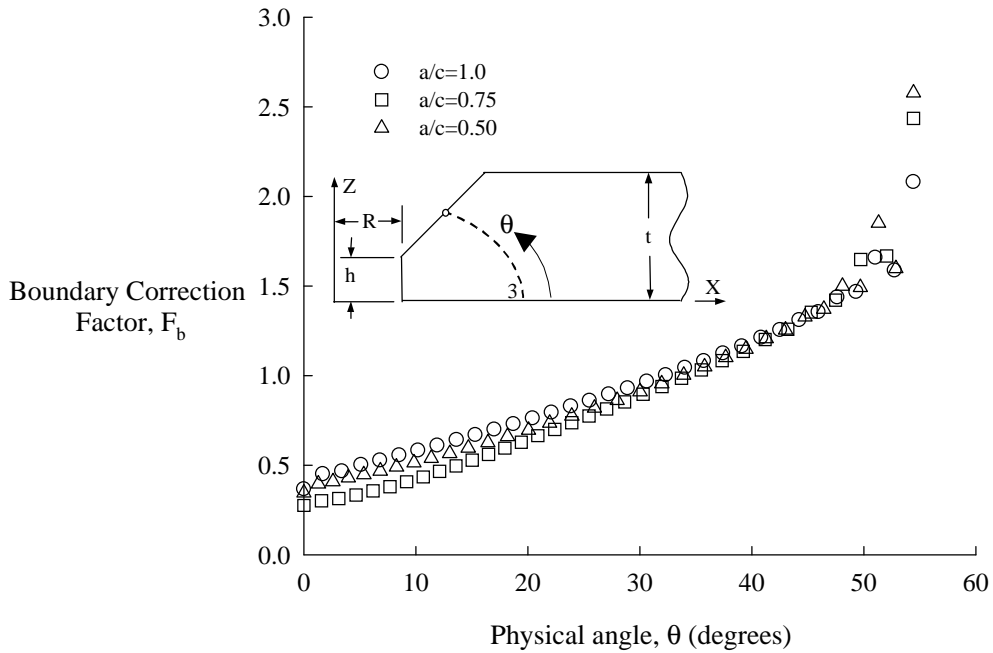 3.0
2.5
2.0
1.5
1.0
0.5
0.0
Boundary Correction
Factor, F_b
a/c=1.0
a/c=0.75
a/c=0.50
Z
R
h
θ
t
3
X
0
10
20
30
40
50
60
Physical angle, θ (degrees)